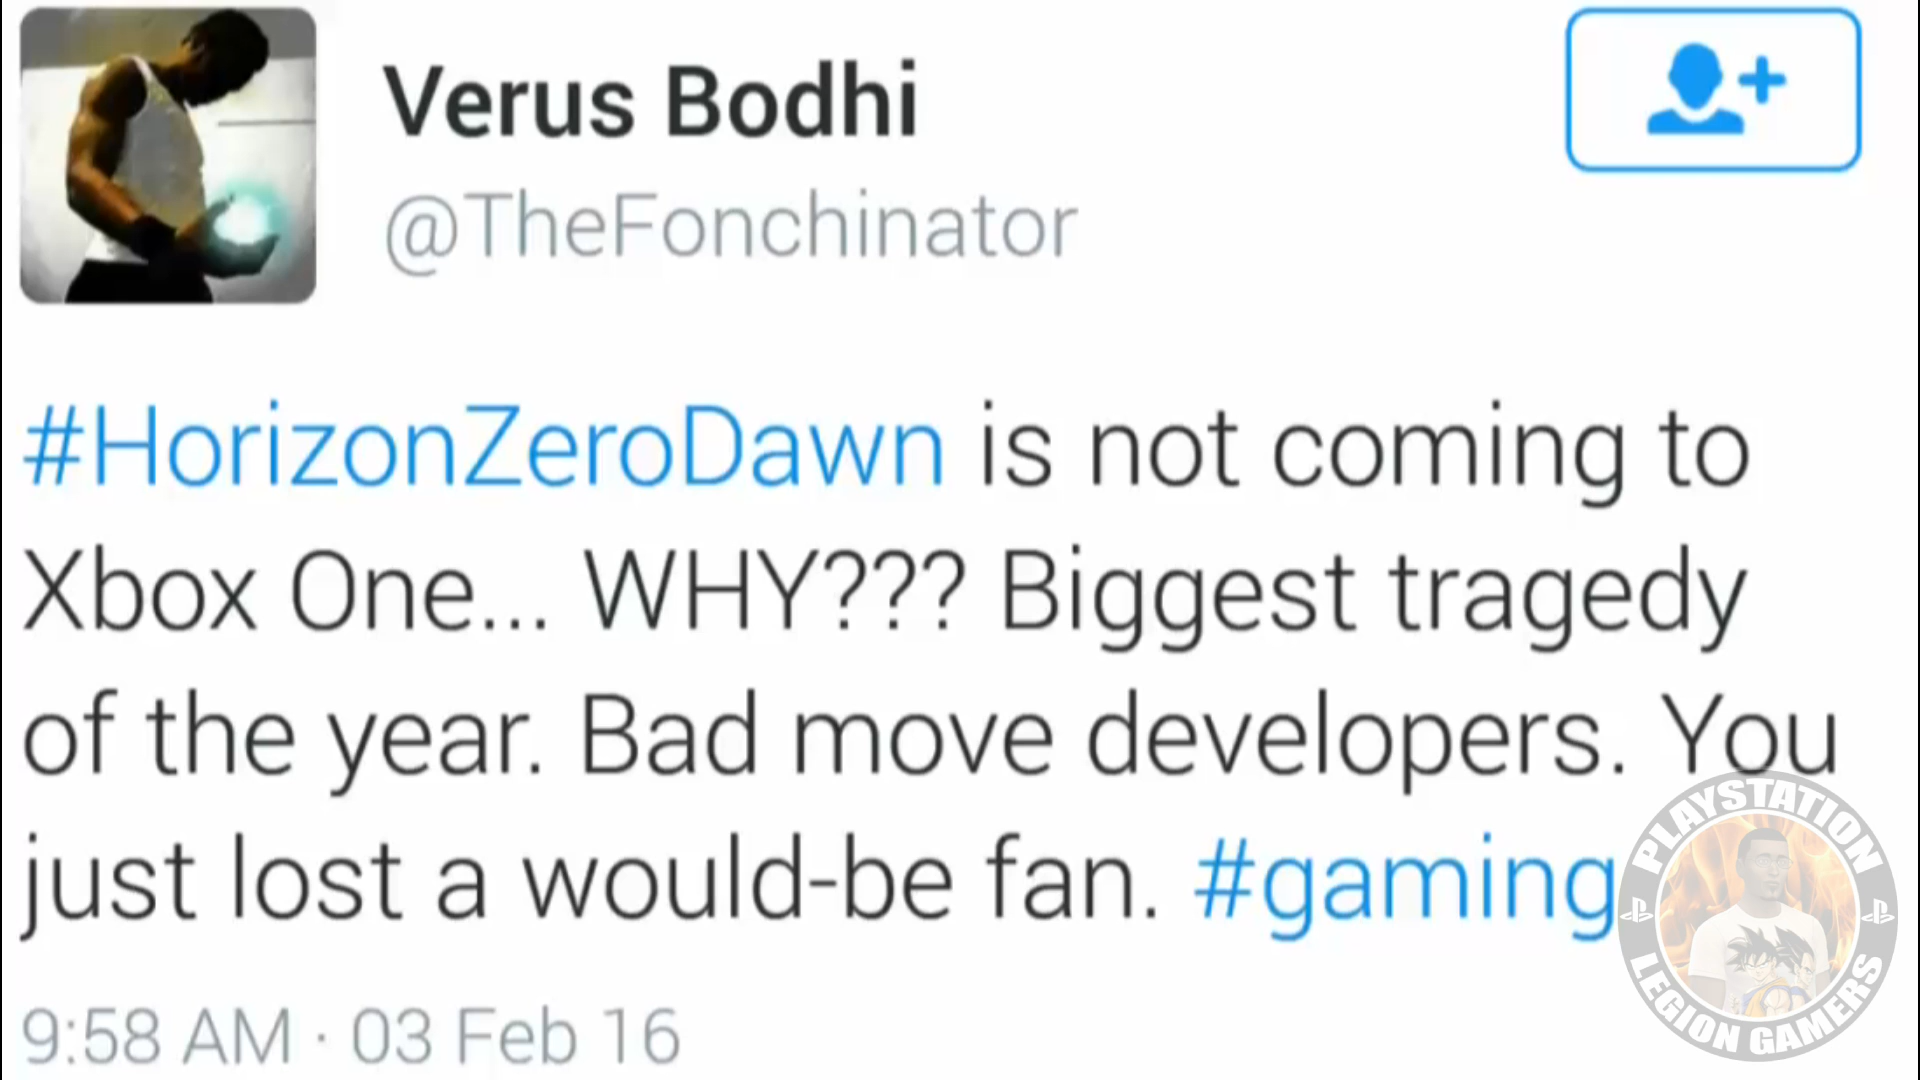 Verus Bodhi
@TheFonchinator
#HorizonZeroDawn is not coming to
Xbox One... WHY??? Biggest tragedy
of the year. Bad move developers. You
just lost a would-be fan. #gaming
9:58 AM · 03 Feb 16
PLAYSTATION
LEGION GAMERS